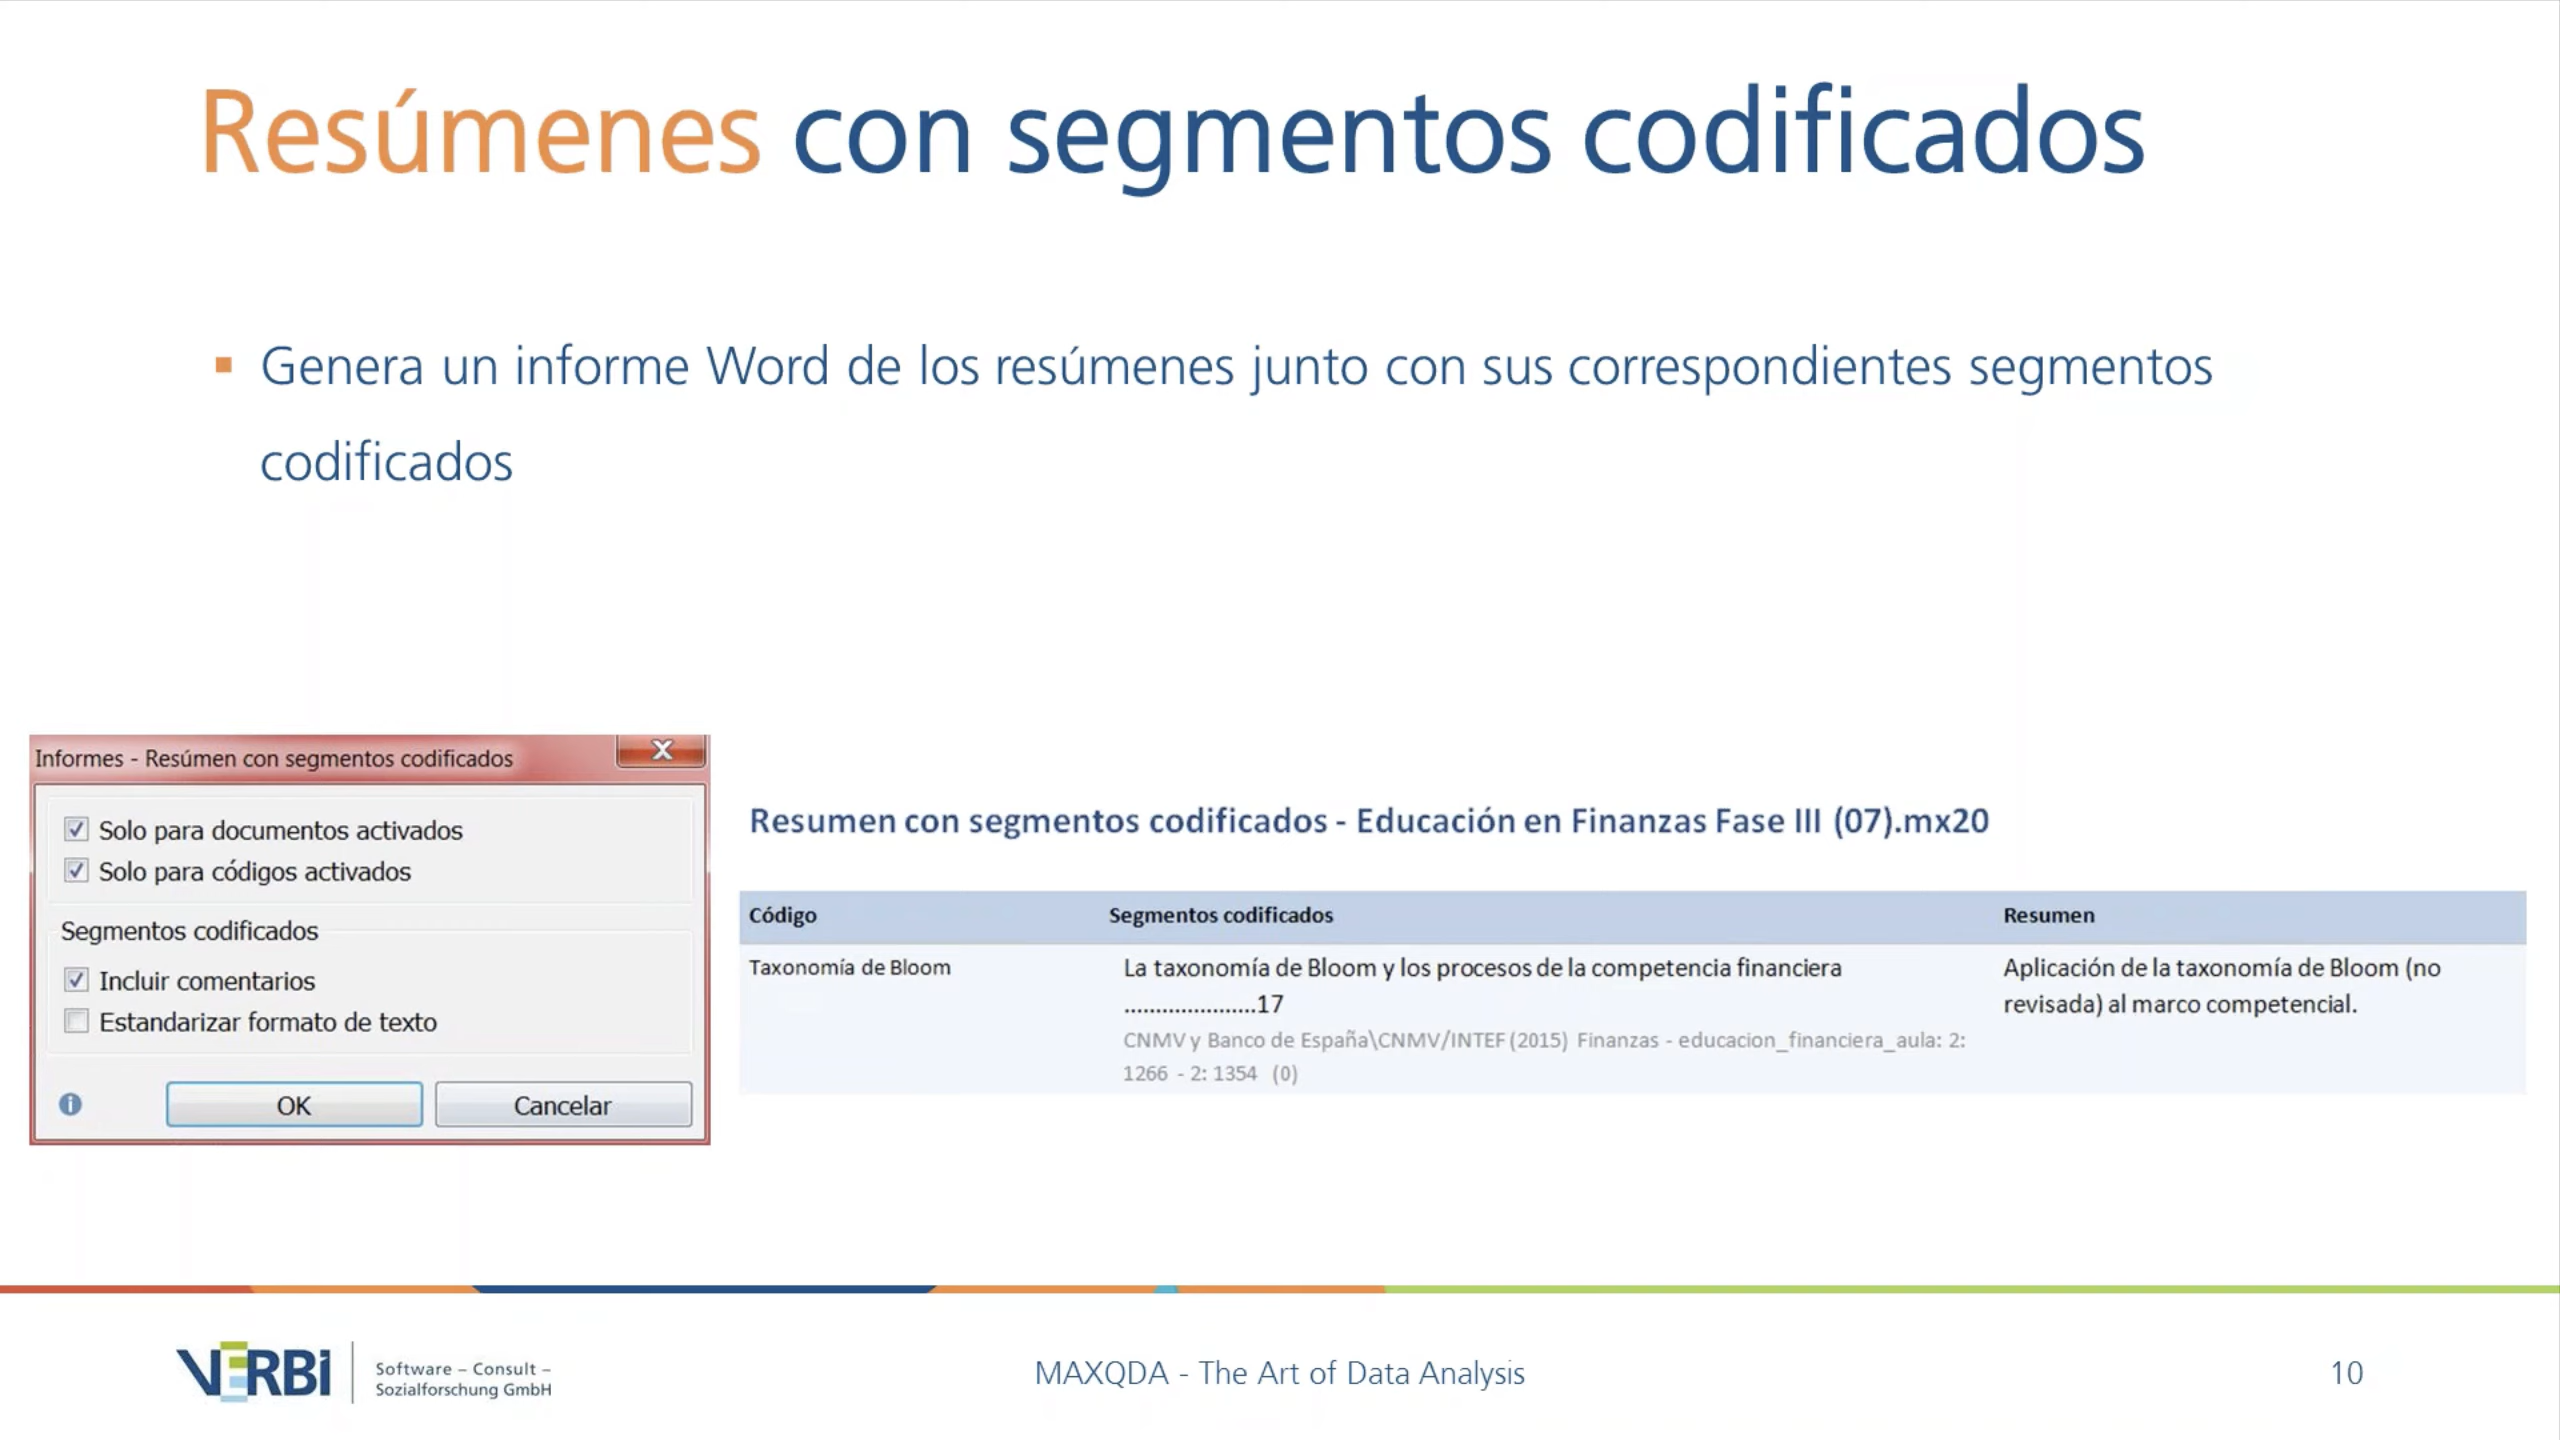 Resúmenes con segmentos codificados
Genera un informe Word de los resúmenes junto con sus correspondientes segmentos
codificados
Informes - Resúmen con segmentos codificados
Solo para documentos activados
Solo para códigos activados
Segmentos codificados
Incluir comentarios
Estandarizar formato de texto
OK
Cancelar
Resumen con segmentos codificados - Educación en Finanzas Fase III (07).mx20
Código Segmentos codificados Resumen
Taxonomía de Bloom
La taxonomía de Bloom y los procesos de la competencia financiera
....................17
CNMV y Banco de España\CNMV/INTEF (2015) Finanzas - educacion_financiera_aula: 2:
1266 - 2: 1354 (0)
Aplicación de la taxonomía de Bloom (no
revisada) al marco competencial.
VERBI
Software – Consult –
Sozialforschung GmbH
MAXQDA - The Art of Data Analysis
10